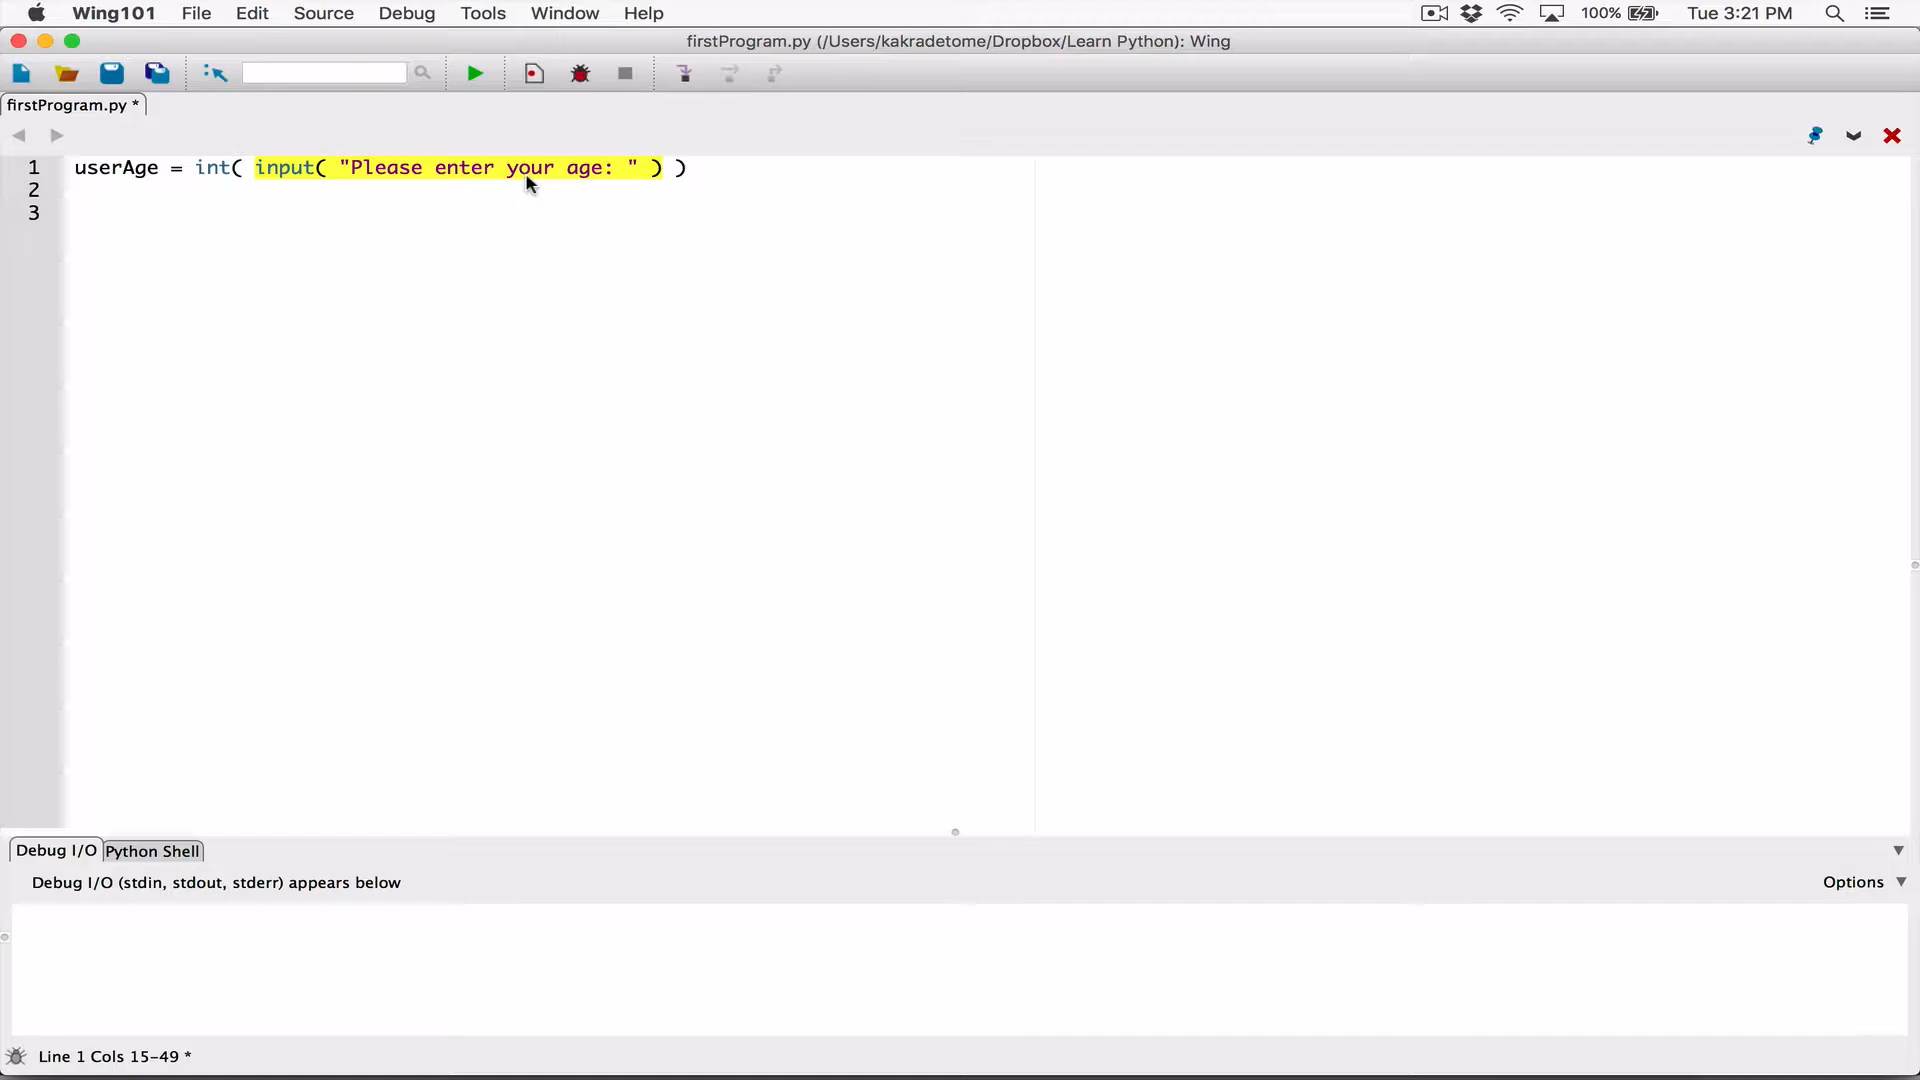 Wing101 File Edit Source Debug Tools Window Help 100% Tue 3:21 PM
firstProgram.py (/Users/kakradetome/Dropbox/Learn Python): Wing
firstProgram.py *
1 userAge = int( input( "Please enter your age: " ) )
2
3
Debug I/O Python Shell
Debug I/O (stdin, stdout, stderr) appears below Options
Line 1 Cols 15-49 *